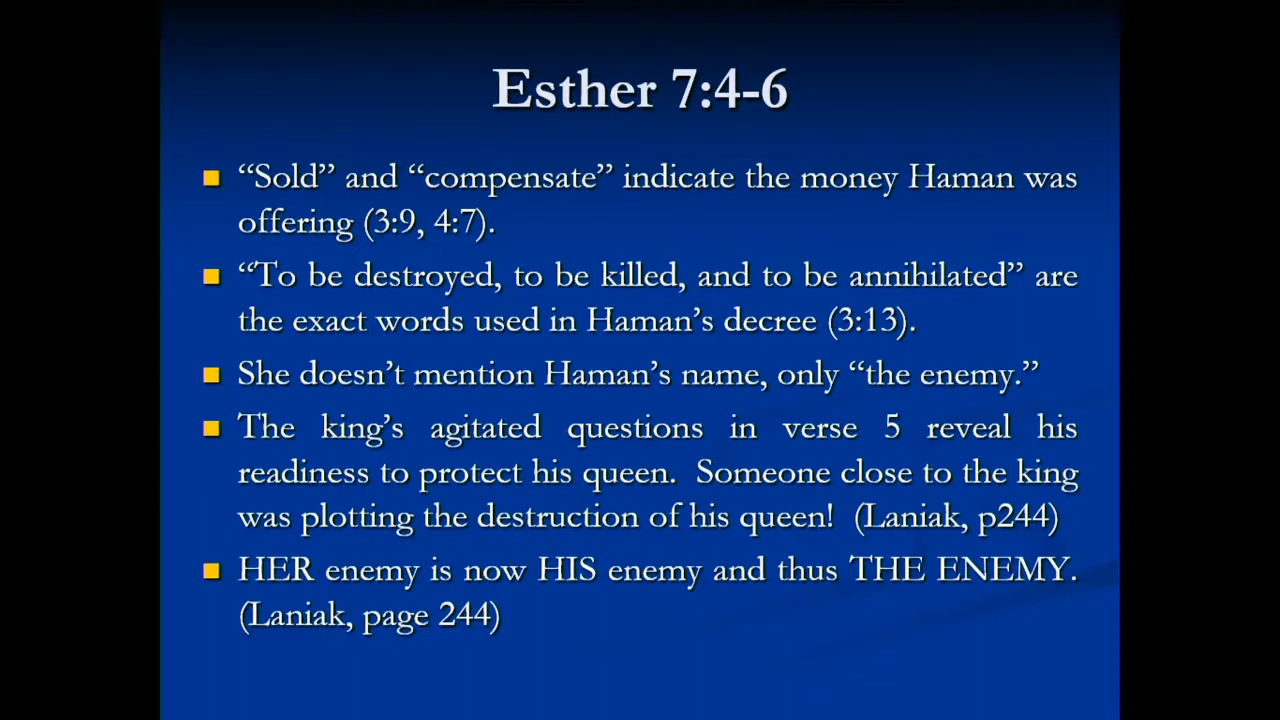 Esther 7:4-6
“Sold” and “compensate” indicate the money Haman was
offering (3:9, 4:7).
“To be destroyed, to be killed, and to be annihilated” are
the exact words used in Haman’s decree (3:13).
She doesn’t mention Haman’s name, only “the enemy.”
The king’s agitated questions in verse 5 reveal his
readiness to protect his queen.  Someone close to the king
was plotting the destruction of his queen!  (Laniak, p244)
HER enemy is now HIS enemy and thus THE ENEMY.
(Laniak, page 244)